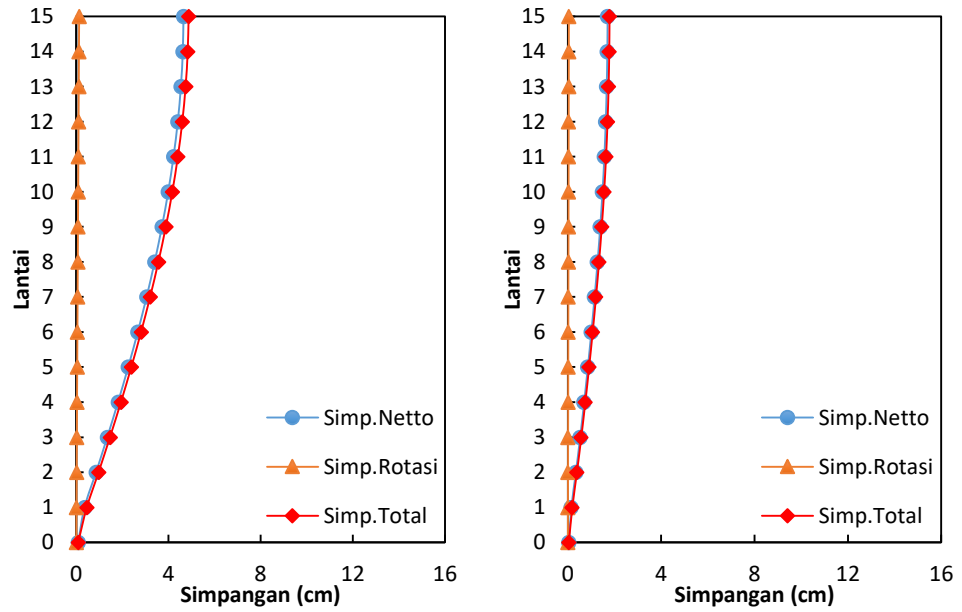 15
14
13
12
11
10
9
8
7
6
5
4
3
2
1
0
Lantai
Simp.Netto
Simp.Rotasi
Simp.Total
0 4 8 12 16
Simpangan (cm)
15
14
13
12
11
10
9
8
7
6
5
4
3
2
1
0
Lantai
Simp.Netto
Simp.Rotasi
Simp.Total
0 4 8 12 16
Simpangan (cm)